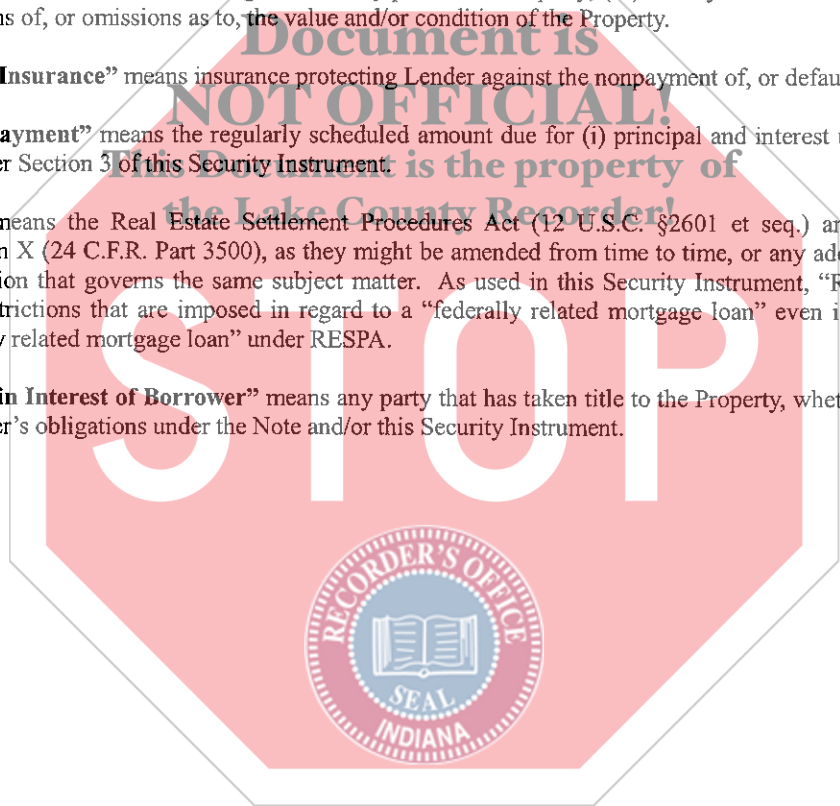 s of, or omissions as to, the value and/or condition of the Property.
Document is
Insurance” means insurance protecting Lender against the nonpayment of, or defau
NOT OFFICIAL!
ayment” means the regularly scheduled amount due for (i) principal and interest
er Section 3 of this Security Instrument.
This Document is the property of
the Lake County Recorder!
means the Real Estate Settlement Procedures Act (12 U.S.C. §2601 et seq.) an
n X (24 C.F.R. Part 3500), as they might be amended from time to time, or any ad
ion that governs the same subject matter. As used in this Security Instrument, “R
trictions that are imposed in regard to a “federally related mortgage loan” even i
y related mortgage loan” under RESPA.
in Interest of Borrower” means any party that has taken title to the Property, whet
er’s obligations under the Note and/or this Security Instrument.
STOP
RECORDER'S OFFICE
SEAL
INDIANA